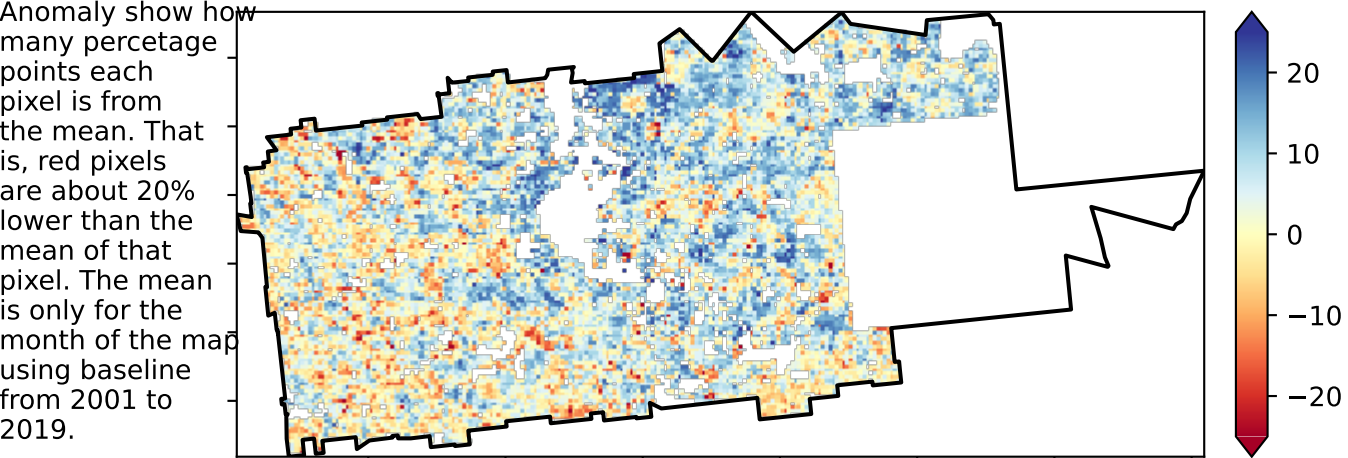 Anomaly show how
many percetage
points each
pixel is from
the mean. That
is, red pixels
are about 20%
lower than the
mean of that
pixel. The mean
is only for the
month of the map
using baseline
from 2001 to
2019.
20
10
0
−10
−20